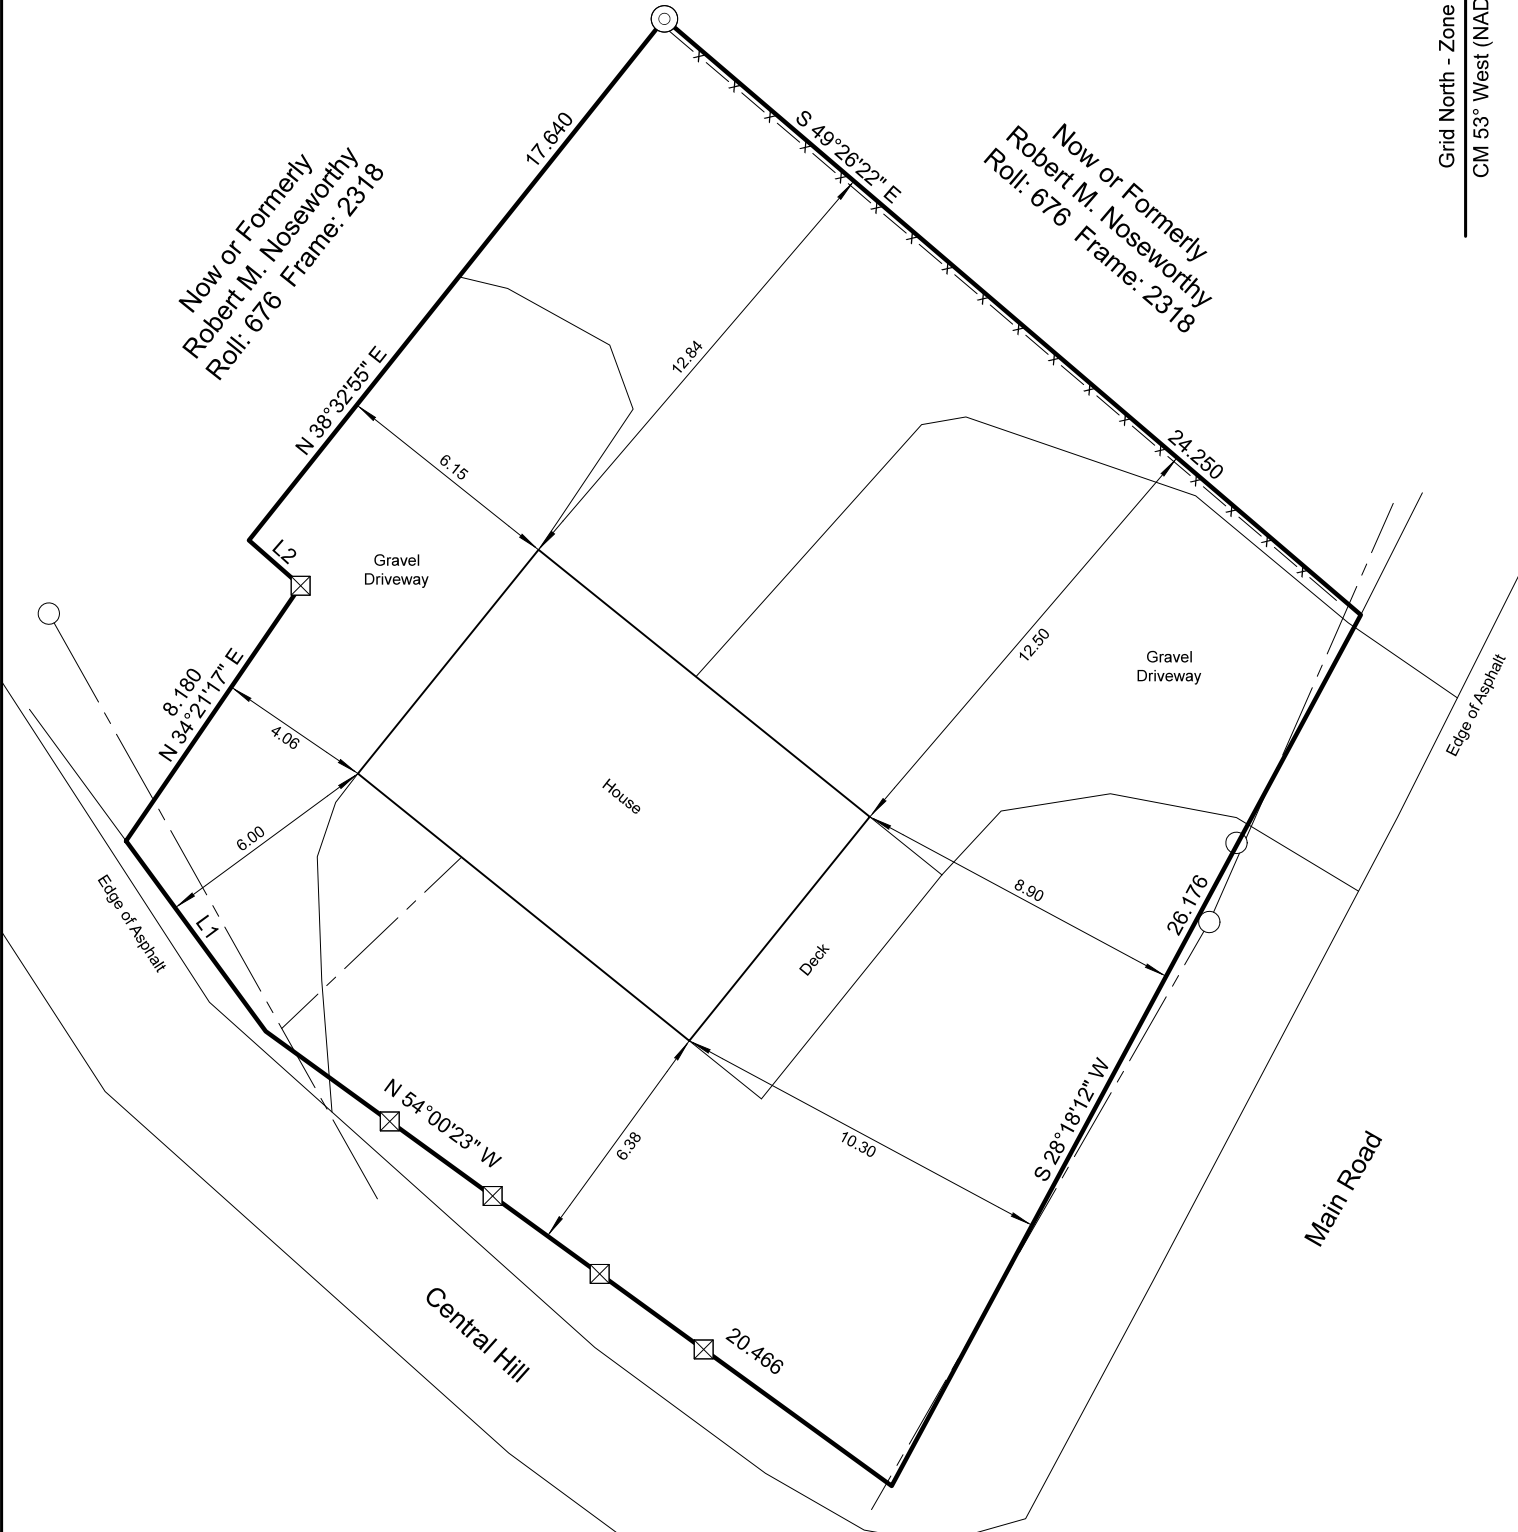 Grid North - Zone
CM 53° West (NAD
17.640
S 49°26'22" E
Now or Formerly
Robert M. Noseworthy
Roll: 676 Frame: 2318
Now or Formerly
Robert M. Noseworthy
Roll: 676 Frame: 2318
12.84
N 38°32'55" E
24.250
6.15
L2
Gravel
Driveway
12.50
Gravel
Driveway
Edge of Asphalt
8.180
N 34°21'17" E
4.06
House
6.00
8.90
26.176
L1
Edge of Asphalt
Deck
N 54°00'23" W
6.38
10.30
S 28°18'12" W
Main Road
Central Hill
20.466